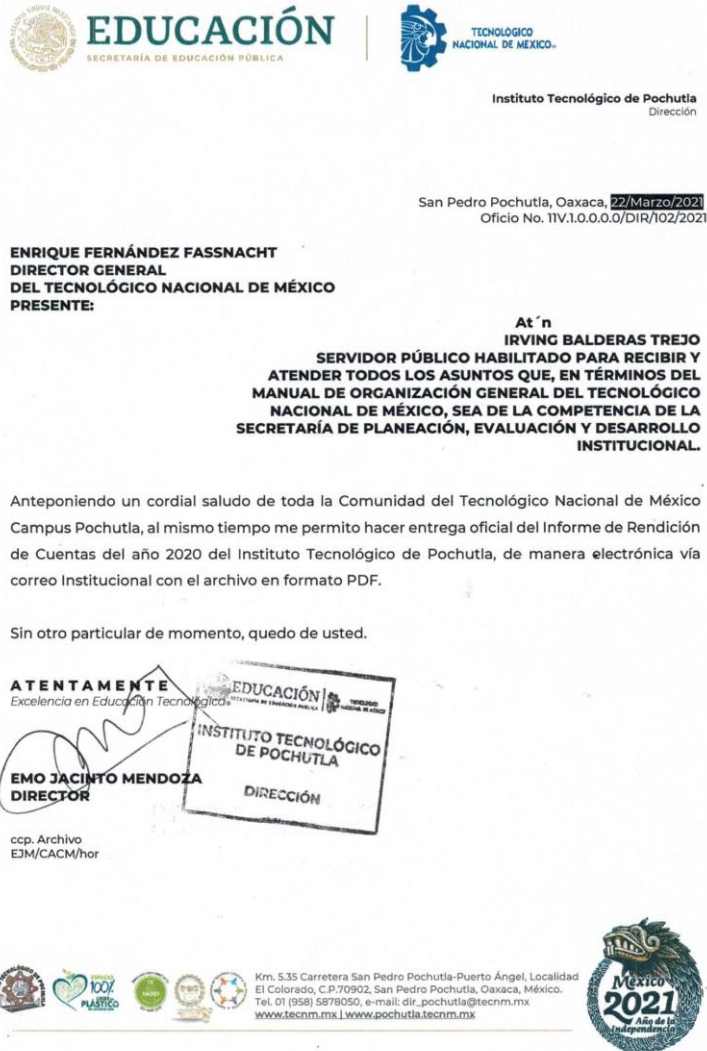 EDUCACIÓN
SECRETARÍA DE EDUCACIÓN PÚBLICA
TECNOLÓGICO
NACIONAL DE MÉXICO®
Instituto Tecnológico de Pochutla
Dirección
San Pedro Pochutla, Oaxaca, 22/Marzo/2021
Oficio No. 11V.1.0.0.0.0/DIR/102/2021
ENRIQUE FERNÁNDEZ FASSNACHT
DIRECTOR GENERAL
DEL TECNOLÓGICO NACIONAL DE MÉXICO
PRESENTE:
At´n
IRVING BALDERAS TREJO
SERVIDOR PÚBLICO HABILITADO PARA RECIBIR Y
ATENDER TODOS LOS ASUNTOS QUE, EN TÉRMINOS DEL
MANUAL DE ORGANIZACIÓN GENERAL DEL TECNOLÓGICO
NACIONAL DE MÉXICO, SEA DE LA COMPETENCIA DE LA
SECRETARÍA DE PLANEACIÓN, EVALUACIÓN Y DESARROLLO
INSTITUCIONAL.
Anteponiendo un cordial saludo de toda la Comunidad del Tecnológico Nacional de México
Campus Pochutla, al mismo tiempo me permito hacer entrega oficial del Informe de Rendición
de Cuentas del año 2020 del Instituto Tecnológico de Pochutla, de manera electrónica vía
correo Institucional con el archivo en formato PDF.
Sin otro particular de momento, quedo de usted.
ATENTAMENTE
Excelencia en Educación Tecnológica®
EDUCACIÓN
SECRETARÍA DE EDUCACIÓN PÚBLICA
TECNOLÓGICO
NACIONAL DE MÉXICO
INSTITUTO TECNOLÓGICO
DE POCHUTLA
DIRECCIÓN
EMO JACINTO MENDOZA
DIRECTOR
ccp. Archivo
EJM/CACM/hor
100%
PLÁSTICO
Km. 5.35 Carretera San Pedro Pochutla-Puerto Ángel, Localidad
El Colorado, C.P.70902, San Pedro Pochutla, Oaxaca, México.
Tel. 01 (958) 5878050, e-mail: dir_pochutla@tecnm.mx
www.tecnm.mx | www.pochutla.tecnm.mx
México
2021
Año de la
Independencia